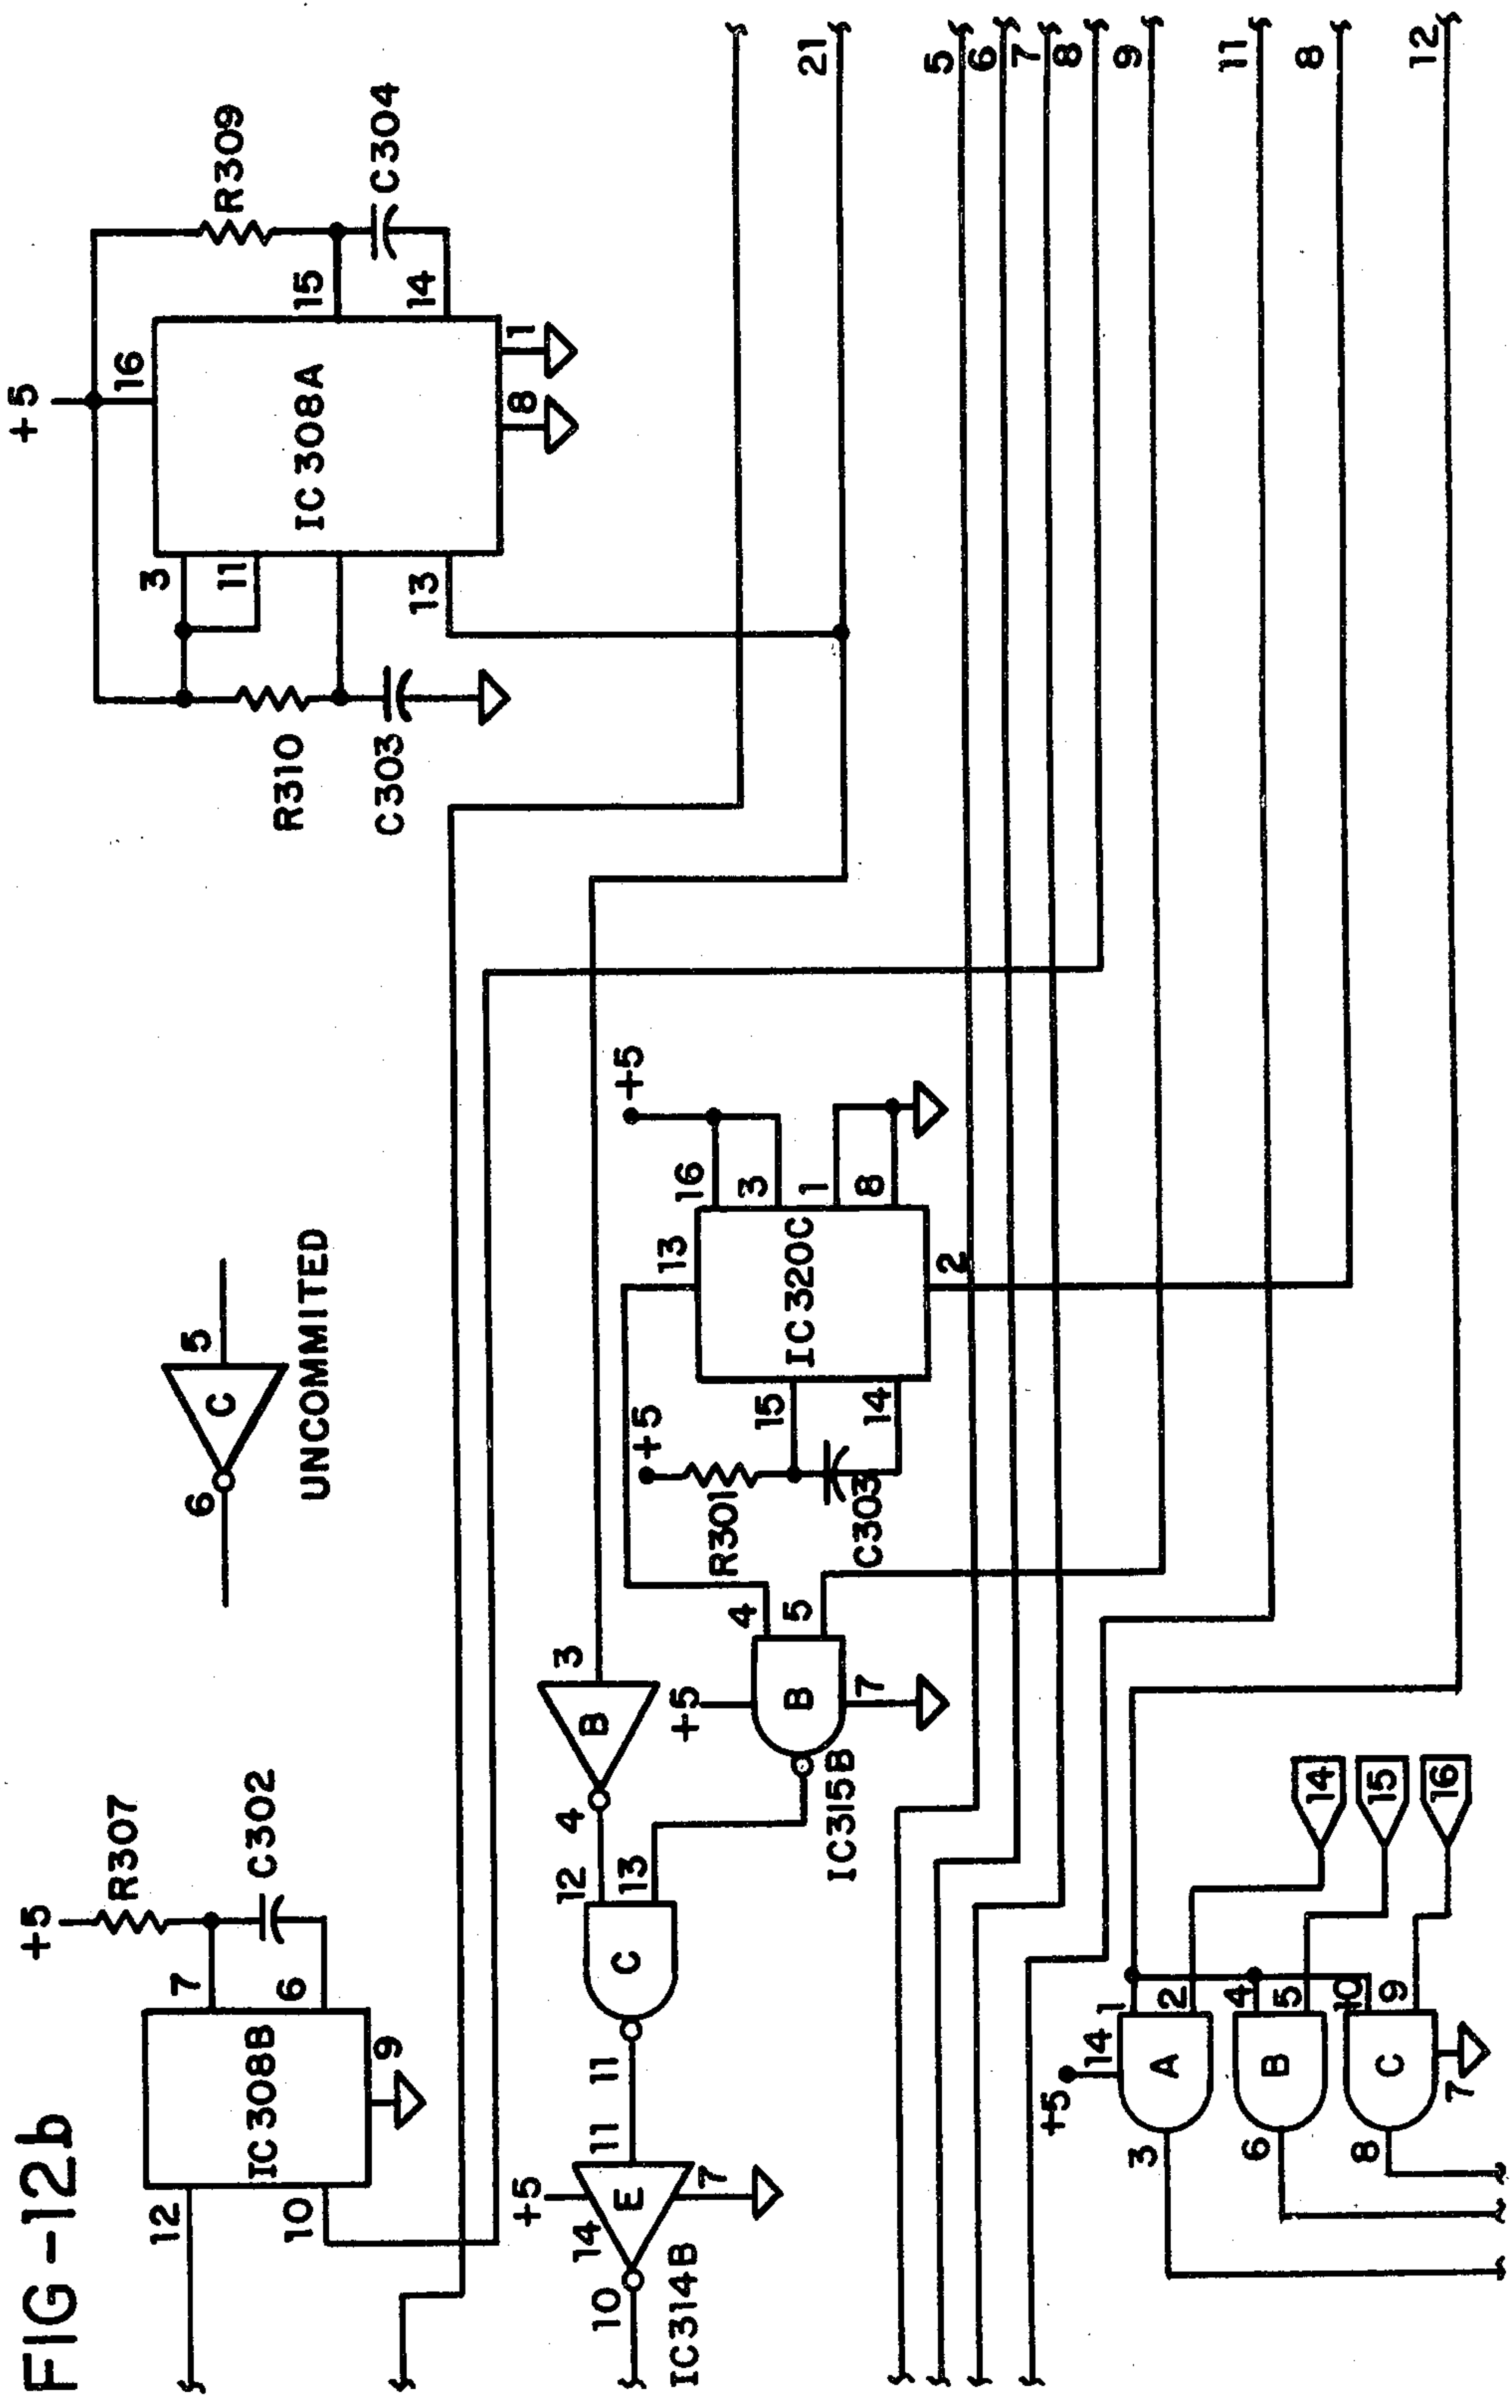 FIG-12b
+5
R307
7
C302
6
IC308B
12
10
9
6
C
5
UNCOMMITED
+5
16
R309
3
11
IC308A
15
C304
14
13
8
1
R310
C303
21
5
6
7
8
9
11
8
12
3
B
4
12
13
C
11
11
+5
14
E
7
10
IC314B
+5
B
4
5
7
IC315B
13
+5
16
3
1
8
IC320C
15
14
2
+5
R301
C303
14
15
16
+5
14
1
2
A
3
4
5
B
6
10
9
C
8
7